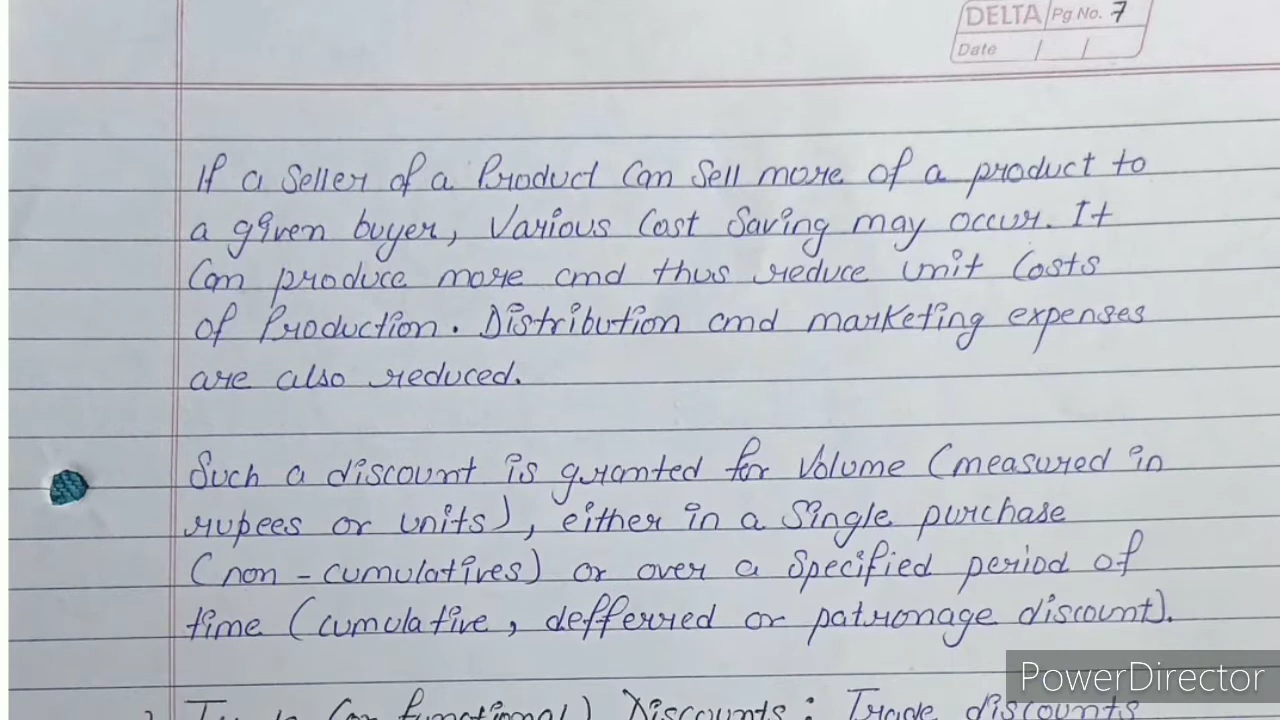 DELTA Pg No. 7
Date / /
If a Seller of a Product Can Sell more of a product to
a given buyer, Various Cost Saving may occur. It
Can produce more and thus reduce unit Costs
of Production. Distribution and marketing expenses
are also reduced.
Such a discount is granted for Volume (measured in
rupees or units), either in a Single purchase
(non-cumulatives) or over a Specified period of
time (cumulative, defferred or patronage discount).
(or functional) Discounts: Trade discounts
PowerDirector